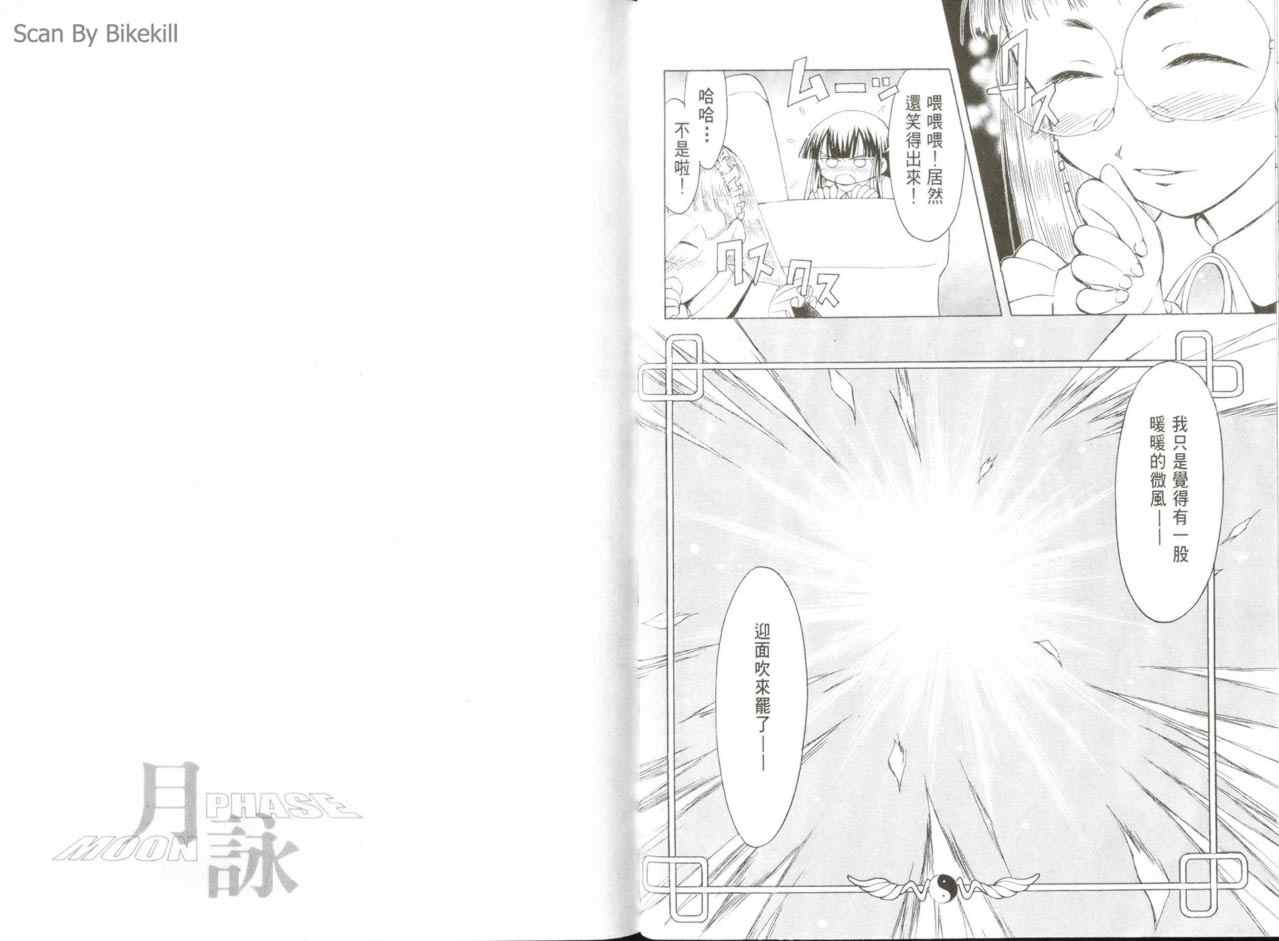 Scan By Bikekill
クス
喂喂喂！居然
還笑得出來！
ムーン
哈哈…
不是啦！
クス
クス
我只是覺得有一股
暖暖的微風——
迎面吹來罷了——
月詠
MOON
PHASE